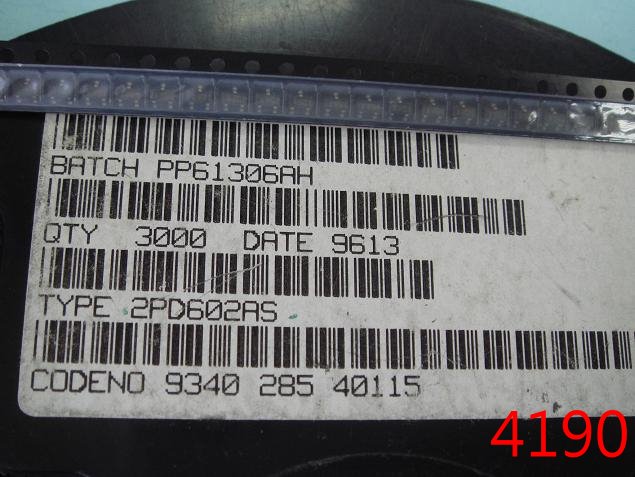 BATCH PP61306AH
QTY 3000 DATE 9613
TYPE 2PD602AS
CODENO 9340 285 40115
4190